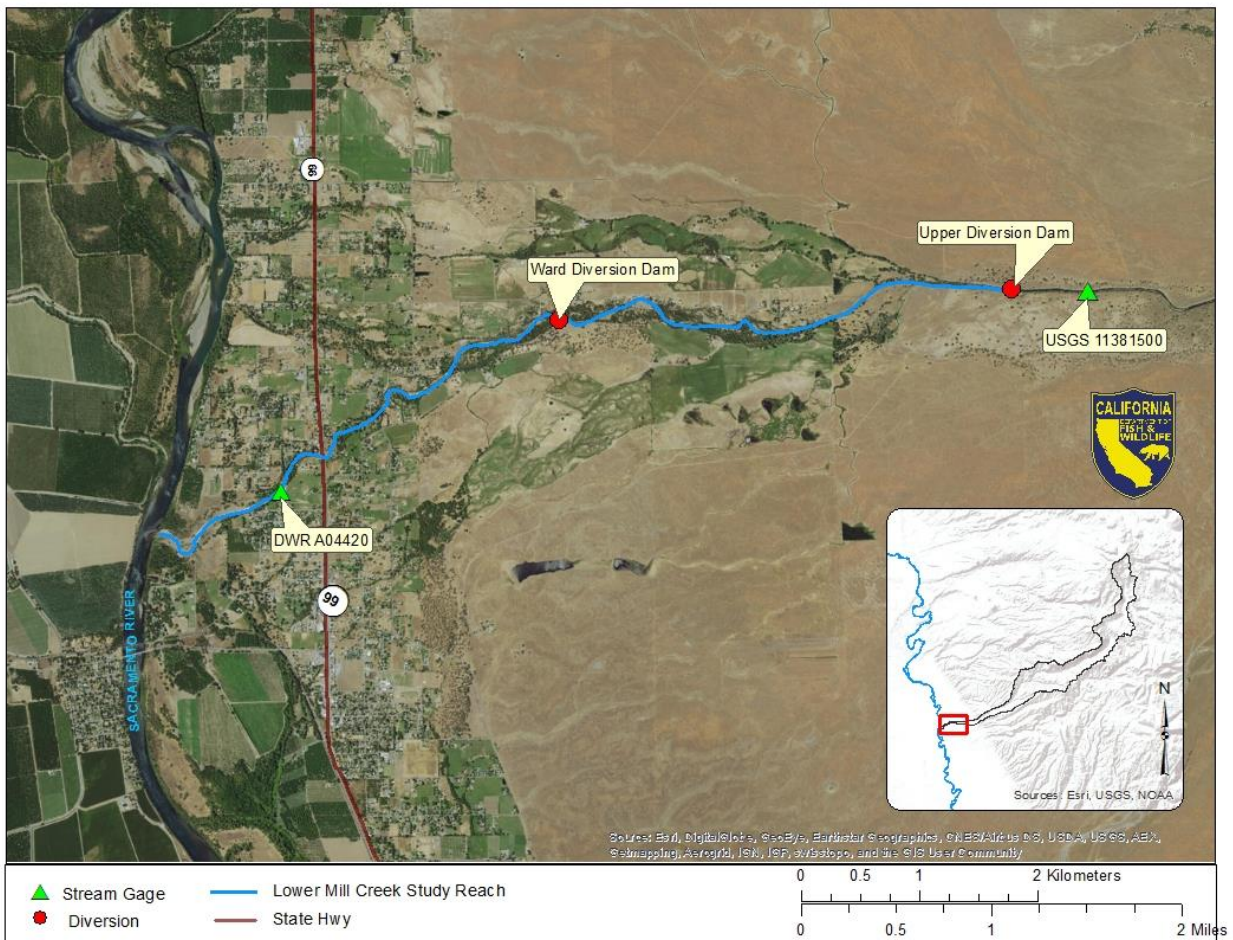 99
Upper Diversion Dam
Ward Diversion Dam
USGS 11381500
CALIFORNIA
DEPARTMENT OF
FISH &
WILDLIFE
DWR A04420
99
SACRAMENTO RIVER
N
Sources: Esri, USGS, NOAA
Source: Esri, DigitalGlobe, GeoEye, Earthstar Geographics, CNES/Airbus DS, USDA, USGS, AEX,
Getmapping, Aerogrid, IGN, IGP, swisstopo, and the GIS User Community
Stream Gage
Lower Mill Creek Study Reach
Diversion
State Hwy
0 0.5 1 2 Kilometers
0 0.5 1 2 Miles